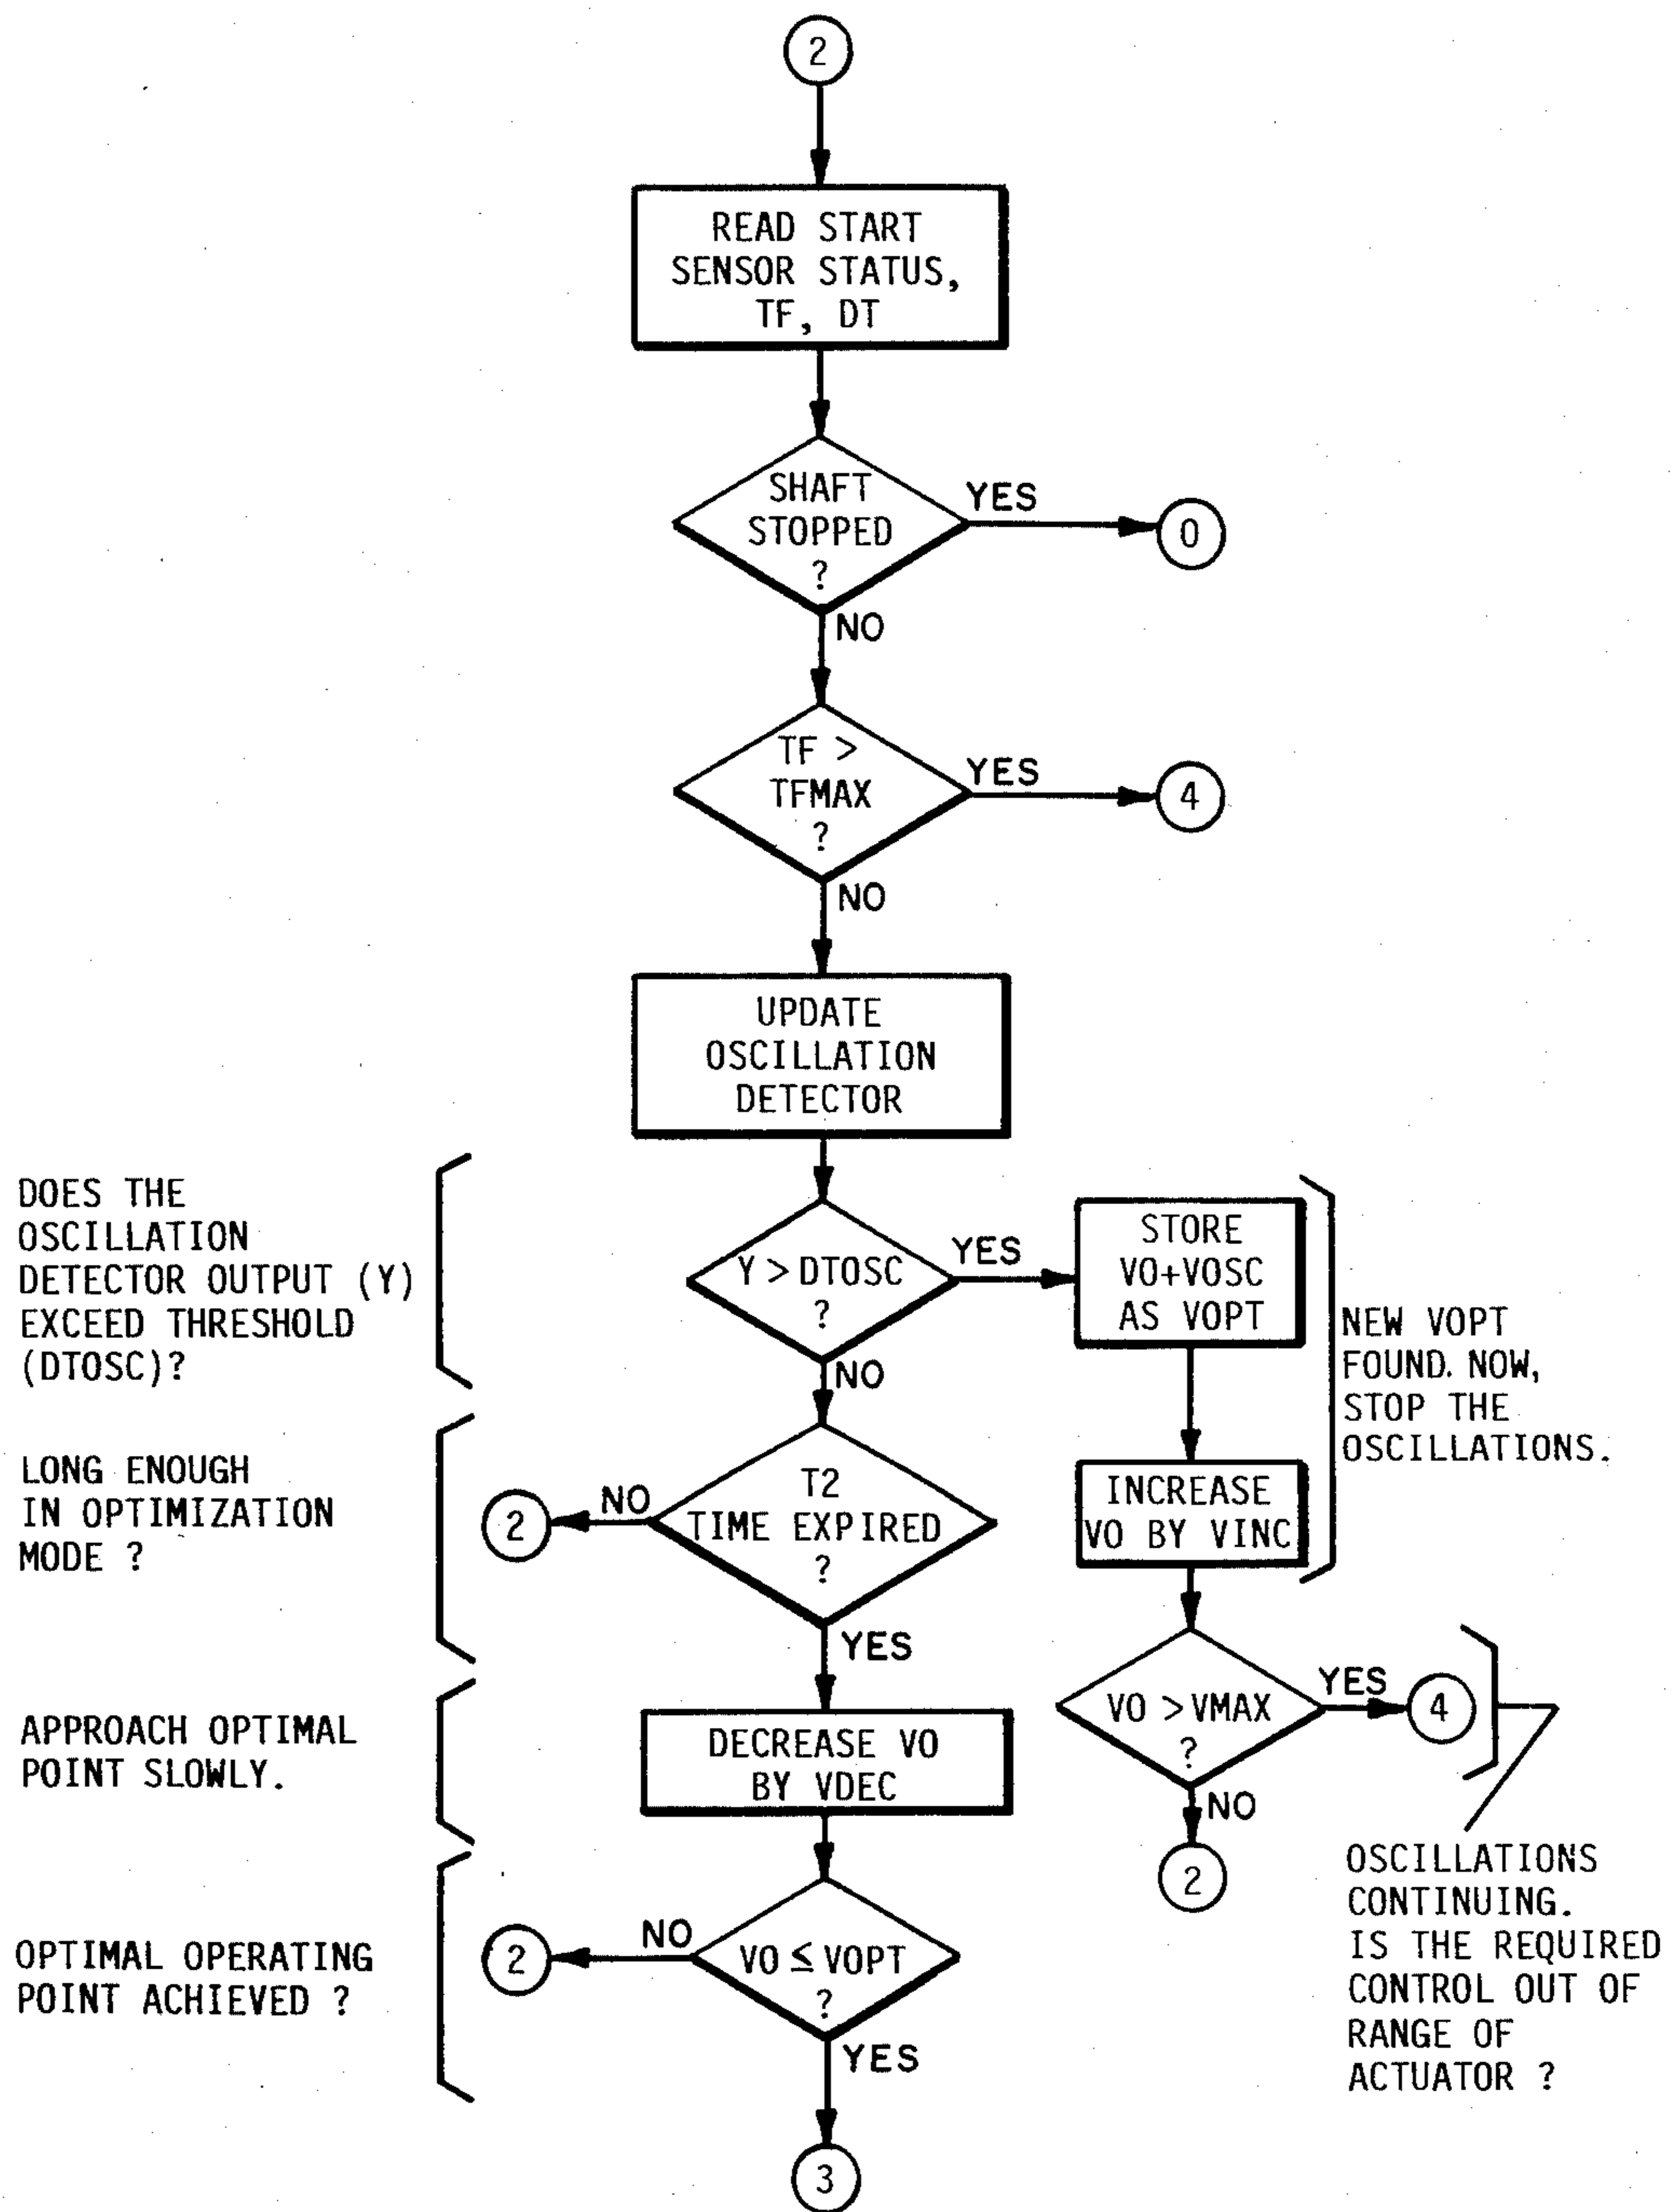 2
READ START
SENSOR STATUS,
TF, DT
SHAFT
STOPPED
?
YES
0
NO
TF >
TFMAX
?
YES
4
NO
UPDATE
OSCILLATION
DETECTOR
DOES THE
OSCILLATION
DETECTOR OUTPUT (Y)
EXCEED THRESHOLD
(DTOSC)?
Y > DTOSC
?
YES
STORE
VO+VOSC
AS VOPT
INCREASE
VO BY VINC
NEW VOPT
FOUND. NOW,
STOP THE
OSCILLATIONS.
NO
LONG ENOUGH
IN OPTIMIZATION
MODE ?
2
NO
T2
TIME EXPIRED
?
YES
VO > VMAX
?
YES
4
NO
2
OSCILLATIONS
CONTINUING.
IS THE REQUIRED
CONTROL OUT OF
RANGE OF
ACTUATOR ?
APPROACH OPTIMAL
POINT SLOWLY.
DECREASE VO
BY VDEC
OPTIMAL OPERATING
POINT ACHIEVED ?
2
NO
VO ≤ VOPT
?
YES
3